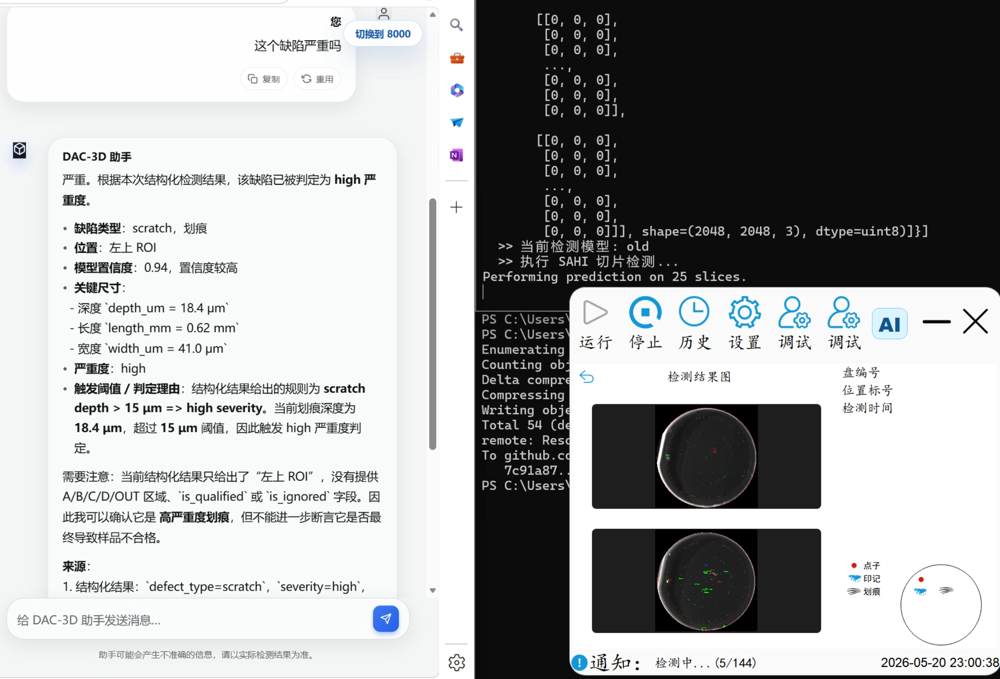 您
切换到 8000
这个缺陷严重吗
复制
重用
DAC-3D 助手
严重。根据本次结构化检测结果，该缺陷已被判定为 high 严
重度。
• 缺陷类型：scratch，划痕
• 位置：左上 ROI
• 模型置信度：0.94，置信度较高
• 关键尺寸：
- 深度 `depth_um = 18.4 μm`
- 长度 `length_mm = 0.62 mm`
- 宽度 `width_um = 41.0 μm`
• 严重度：high
• 触发阈值 / 判定理由：结构化结果给出的规则为 scratch
depth > 15 μm => high severity。当前划痕深度为
18.4 μm，超过 15 μm 阈值，因此触发 high 严重度判
定。
需要注意：当前结构化结果只给出了“左上 ROI”，没有提供
A/B/C/D/OUT 区域、`is_qualified` 或 `is_ignored` 字段。因
此我可以确认它是 高严重度划痕，但不能进一步断言它是否最
终导致样品不合格。
来源：
1. 结构化结果：`defect_type=scratch`，`severity=high`，
给 DAC-3D 助手发送消息...
助手可能会产生不准确的信息，请以实际检测结果为准。
N
[[0, 0, 0],
[0, 0, 0],
[0, 0, 0],
...,
[0, 0, 0],
[0, 0, 0],
[0, 0, 0]],
[[0, 0, 0],
[0, 0, 0],
[0, 0, 0],
...,
[0, 0, 0],
[0, 0, 0],
[0, 0, 0]]], shape=(2048, 2048, 3), dtype=uint8)]}]
>> 当前检测模型: old
>> 执行 SAHI 切片检测...
Performing prediction on 25 slices.
PS C:\Users\
PS C:\Users\
Enumerating
Counting obj
Delta compre
Compressing
Writing obje
Total 54 (de
remote: Reso
To github.co
7c91a87..
PS C:\Users\
运行
停止
历史
设置
调试
调试
AI
检测结果图
盘编号
位置标号
检测时间
点子
印记
划痕
通知：
检测中...(5/144)
2026-05-20 23:00:38